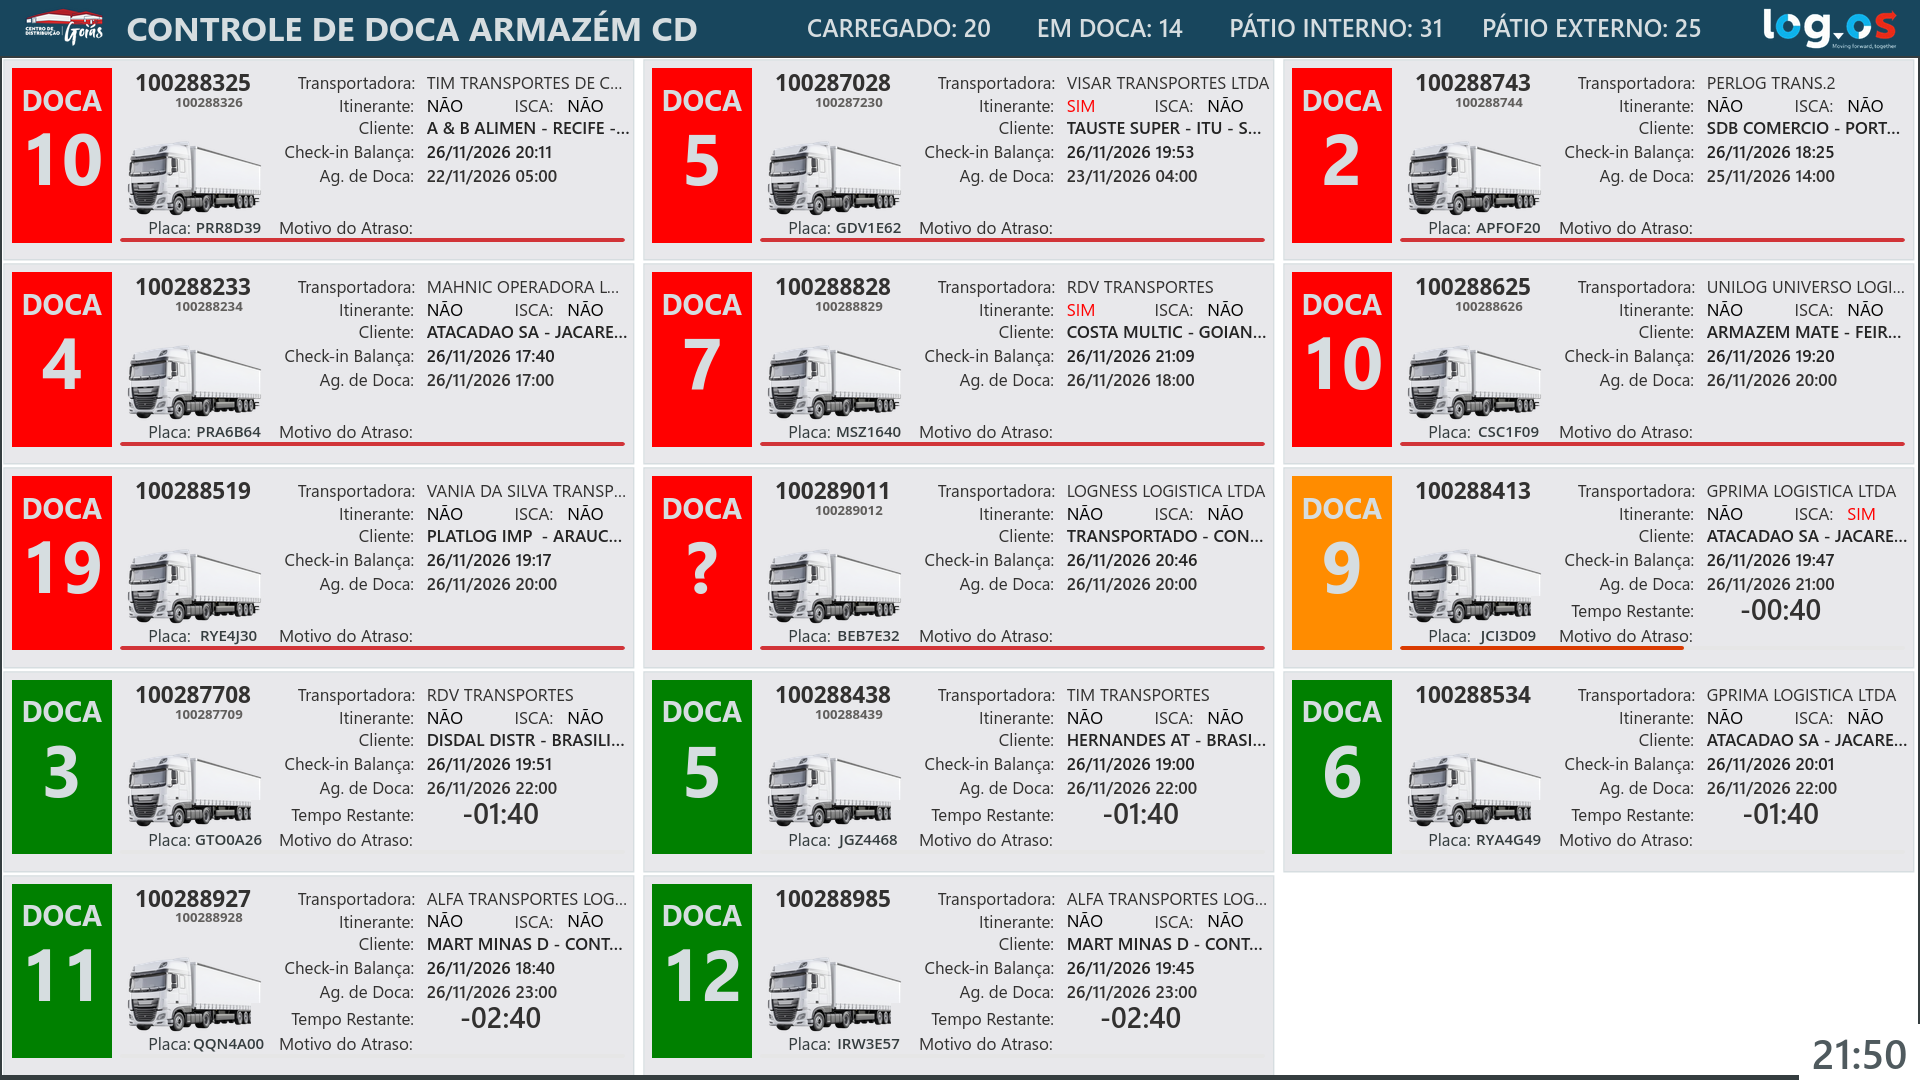 CENTRO DE DISTRIBUIÇÃO Goiás
CONTROLE DE DOCA ARMAZÉM CD
CARREGADO: 20 EM DOCA: 14 PÁTIO INTERNO: 31 PÁTIO EXTERNO: 25
log.os
Moving forward, together
DOCA
10
100288325
100288326
Transportadora: TIM TRANSPORTES DE C...
Itinerante: NÃO ISCA: NÃO
Cliente: A & B ALIMEN - RECIFE -...
Check-in Balança: 26/11/2026 20:11
Ag. de Doca: 22/11/2026 05:00
Placa: PRR8D39 Motivo do Atraso:
DOCA
5
100287028
100287230
Transportadora: VISAR TRANSPORTES LTDA
Itinerante: SIM ISCA: NÃO
Cliente: TAUSTE SUPER - ITU - S...
Check-in Balança: 26/11/2026 19:53
Ag. de Doca: 23/11/2026 04:00
Placa: GDV1E62 Motivo do Atraso:
DOCA
2
100288743
100288744
Transportadora: PERLOG TRANS.2
Itinerante: NÃO ISCA: NÃO
Cliente: SDB COMERCIO - PORT...
Check-in Balança: 26/11/2026 18:25
Ag. de Doca: 25/11/2026 14:00
Placa: APFOF20 Motivo do Atraso:
DOCA
4
100288233
100288234
Transportadora: MAHNIC OPERADORA L...
Itinerante: NÃO ISCA: NÃO
Cliente: ATACADAO SA - JACARE...
Check-in Balança: 26/11/2026 17:40
Ag. de Doca: 26/11/2026 17:00
Placa: PRA6B64 Motivo do Atraso:
DOCA
7
100288828
100288829
Transportadora: RDV TRANSPORTES
Itinerante: SIM ISCA: NÃO
Cliente: COSTA MULTIC - GOIAN...
Check-in Balança: 26/11/2026 21:09
Ag. de Doca: 26/11/2026 18:00
Placa: MSZ1640 Motivo do Atraso:
DOCA
10
100288625
100288626
Transportadora: UNILOG UNIVERSO LOGI...
Itinerante: NÃO ISCA: NÃO
Cliente: ARMAZEM MATE - FEIR...
Check-in Balança: 26/11/2026 19:20
Ag. de Doca: 26/11/2026 20:00
Placa: CSC1F09 Motivo do Atraso:
DOCA
19
100288519
Transportadora: VANIA DA SILVA TRANSP...
Itinerante: NÃO ISCA: NÃO
Cliente: PLATLOG IMP - ARAUC...
Check-in Balança: 26/11/2026 19:17
Ag. de Doca: 26/11/2026 20:00
Placa: RYE4J30 Motivo do Atraso:
DOCA
?
100289011
100289012
Transportadora: LOGNESS LOGISTICA LTDA
Itinerante: NÃO ISCA: NÃO
Cliente: TRANSPORTADO - CON...
Check-in Balança: 26/11/2026 20:46
Ag. de Doca: 26/11/2026 20:00
Placa: BEB7E32 Motivo do Atraso:
DOCA
9
100288413
Transportadora: GPRIMA LOGISTICA LTDA
Itinerante: NÃO ISCA: SIM
Cliente: ATACADAO SA - JACARE...
Check-in Balança: 26/11/2026 19:47
Ag. de Doca: 26/11/2026 21:00
Tempo Restante: -00:40
Placa: JCI3D09 Motivo do Atraso:
DOCA
3
100287708
100287709
Transportadora: RDV TRANSPORTES
Itinerante: NÃO ISCA: NÃO
Cliente: DISDAL DISTR - BRASILI...
Check-in Balança: 26/11/2026 19:51
Ag. de Doca: 26/11/2026 22:00
Tempo Restante: -01:40
Placa: GTO0A26 Motivo do Atraso:
DOCA
5
100288438
100288439
Transportadora: TIM TRANSPORTES
Itinerante: NÃO ISCA: NÃO
Cliente: HERNANDES AT - BRASI...
Check-in Balança: 26/11/2026 19:00
Ag. de Doca: 26/11/2026 22:00
Tempo Restante: -01:40
Placa: JGZ4468 Motivo do Atraso:
DOCA
6
100288534
Transportadora: GPRIMA LOGISTICA LTDA
Itinerante: NÃO ISCA: NÃO
Cliente: ATACADAO SA - JACARE...
Check-in Balança: 26/11/2026 20:01
Ag. de Doca: 26/11/2026 22:00
Tempo Restante: -01:40
Placa: RYA4G49 Motivo do Atraso:
DOCA
11
100288927
100288928
Transportadora: ALFA TRANSPORTES LOG...
Itinerante: NÃO ISCA: NÃO
Cliente: MART MINAS D - CONT...
Check-in Balança: 26/11/2026 18:40
Ag. de Doca: 26/11/2026 23:00
Tempo Restante: -02:40
Placa: QQN4A00 Motivo do Atraso:
DOCA
12
100288985
Transportadora: ALFA TRANSPORTES LOG...
Itinerante: NÃO ISCA: NÃO
Cliente: MART MINAS D - CONT...
Check-in Balança: 26/11/2026 19:45
Ag. de Doca: 26/11/2026 23:00
Tempo Restante: -02:40
Placa: IRW3E57 Motivo do Atraso:
21:50